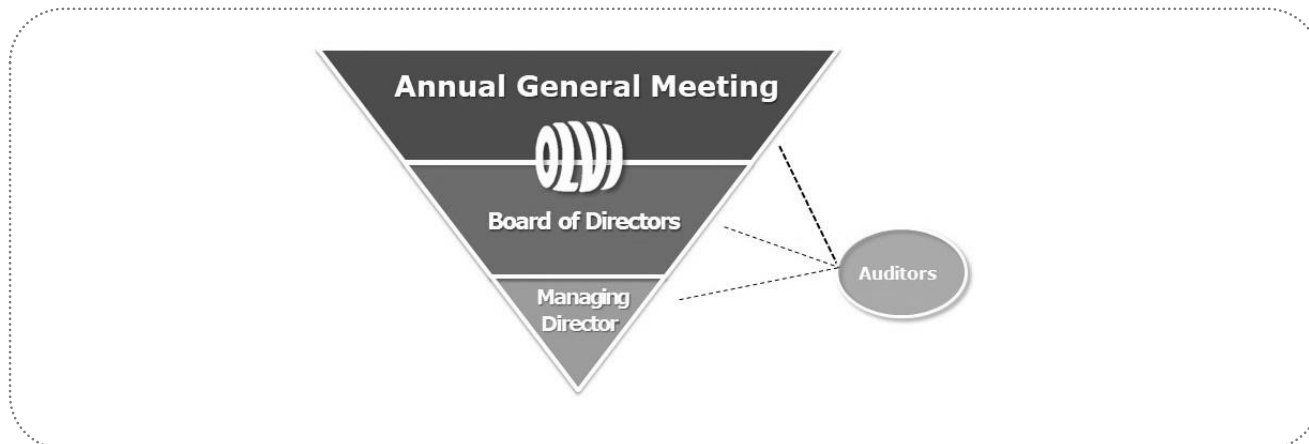 Annual General Meeting
OLVI
Board of Directors
Auditors
Managing
Director